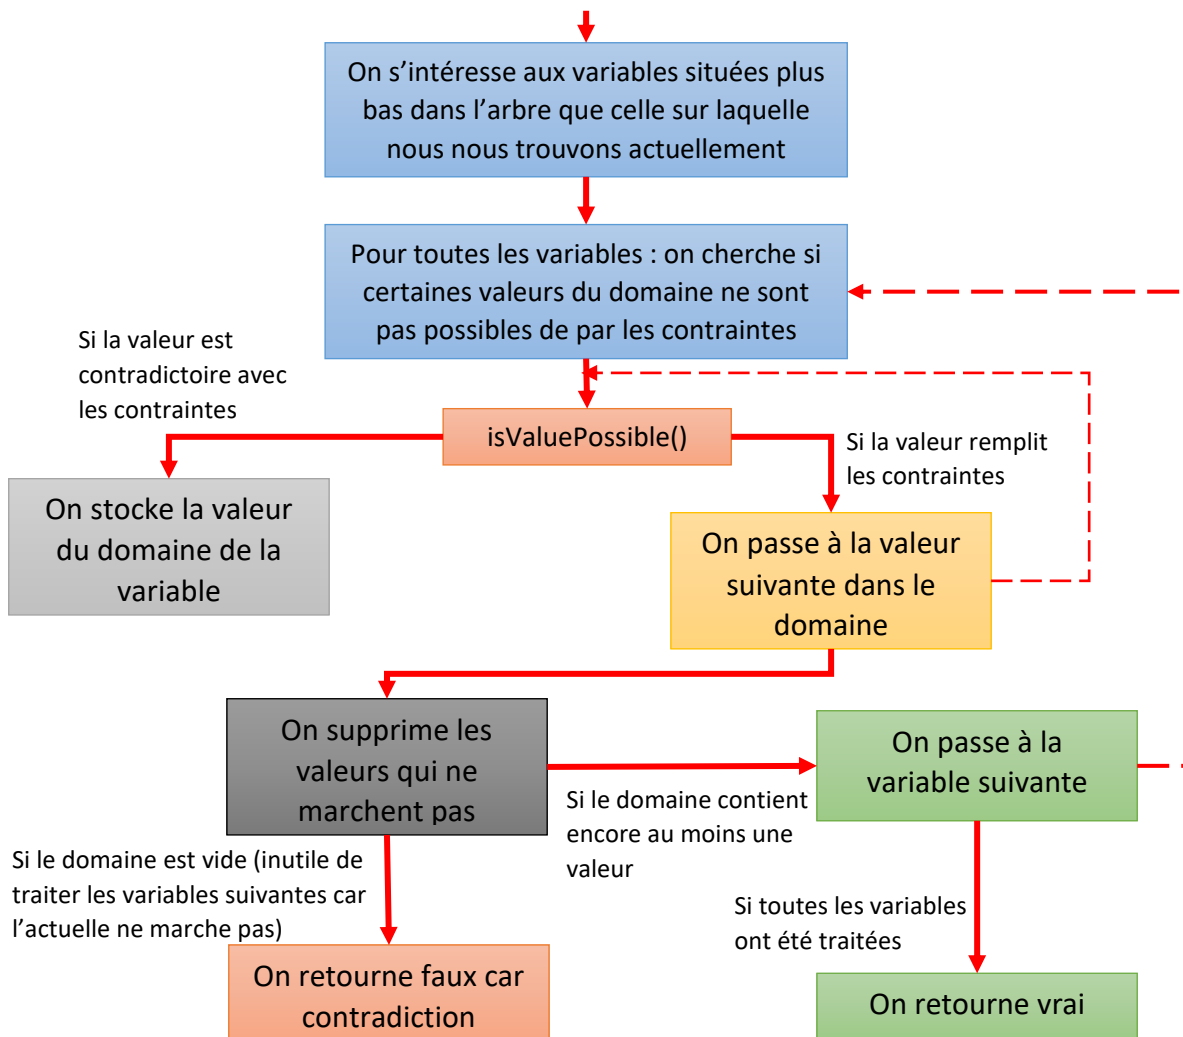 On s’intéresse aux variables situées plus
bas dans l’arbre que celle sur laquelle
nous nous trouvons actuellement
Pour toutes les variables : on cherche si
certaines valeurs du domaine ne sont
pas possibles de par les contraintes
Si la valeur est
contradictoire avec
les contraintes
isValuePossible()
Si la valeur remplit
les contraintes
On stocke la valeur
du domaine de la
variable
On passe à la valeur
suivante dans le
domaine
On supprime les
valeurs qui ne
marchent pas
On passe à la
variable suivante
Si le domaine contient
encore au moins une
valeur
Si le domaine est vide (inutile de
traiter les variables suivantes car
l’actuelle ne marche pas)
Si toutes les variables
ont été traitées
On retourne faux car
contradiction
On retourne vrai